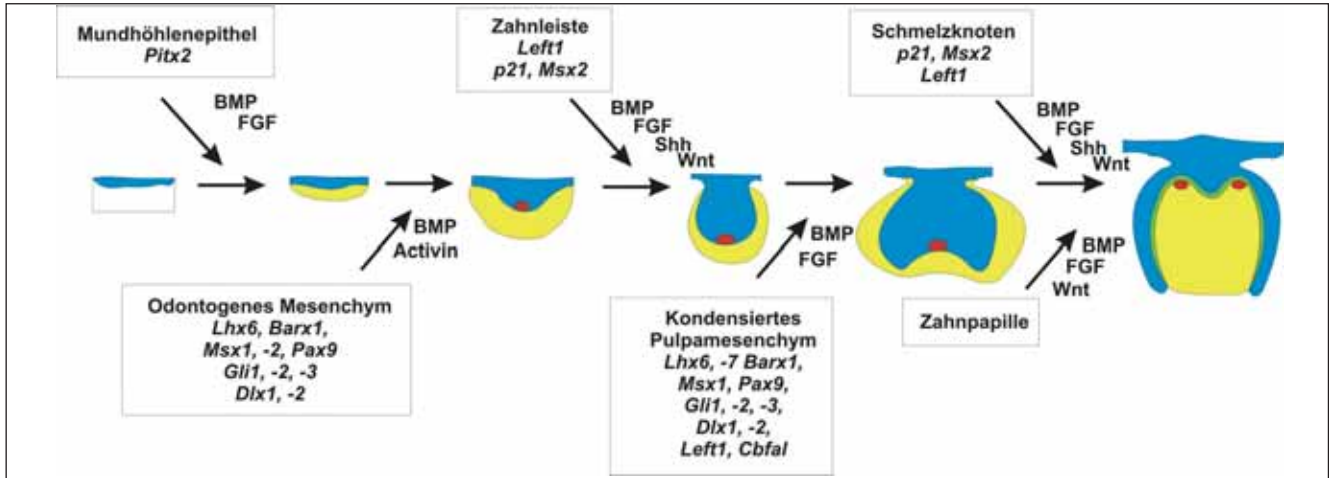 Mundhöhlenepithel
Pitx2
BMP
FGF
Zahnleiste
Left1
p21, Msx2
BMP
FGF
Shh
Wnt
Schmelzknoten
p21, Msx2
Left1
BMP
FGF
Shh
Wnt
BMP
Activin
Odontogenes Mesenchym
Lhx6, Barx1,
Msx1, -2, Pax9
Gli1, -2, -3
Dlx1, -2
BMP
FGF
Kondensiertes
Pulpamesenchym
Lhx6, -7 Barx1,
Msx1, Pax9,
Gli1, -2, -3,
Dlx1, -2,
Left1, Cbfal
BMP
FGF
Wnt
Zahnpapille